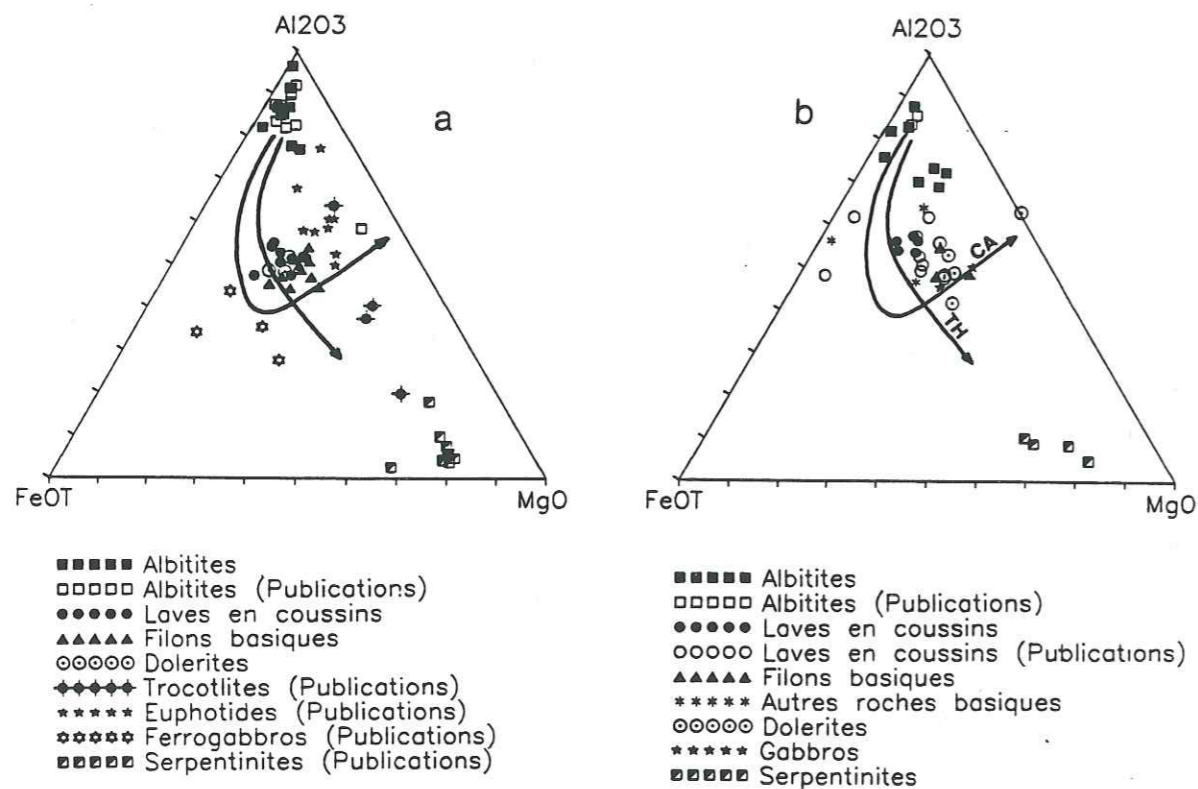 Al2O3
a
FeOT
MgO
Albitites
Albitites (Publications)
Laves en coussins
Filons basiques
Dolerites
Trocotlites (Publications)
Euphotides (Publications)
Ferrogabbros (Publications)
Serpentinites (Publications)
Al2O3
b
CA
TH
FeOT
MgO
Albitites
Albitites (Publications)
Laves en coussins
Laves en coussins (Publications)
Filons basiques
Autres roches basiques
Dolerites
Gabbros
Serpentinites